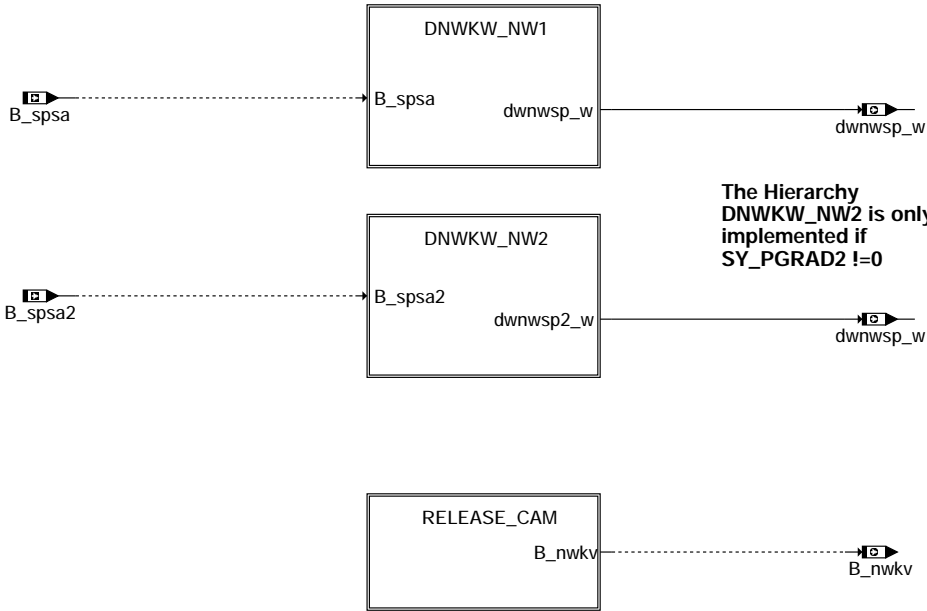 DNWKW_NW1
B_spsa
B_spsa
dwnwsp_w
dwnwsp_w
The Hierarchy
DNWKW_NW2 is only
implemented if
SY_PGRAD2 !=0
DNWKW_NW2
B_spsa2
B_spsa2
dwnwsp2_w
dwnwsp_w
RELEASE_CAM
B_nwkv
B_nwkv